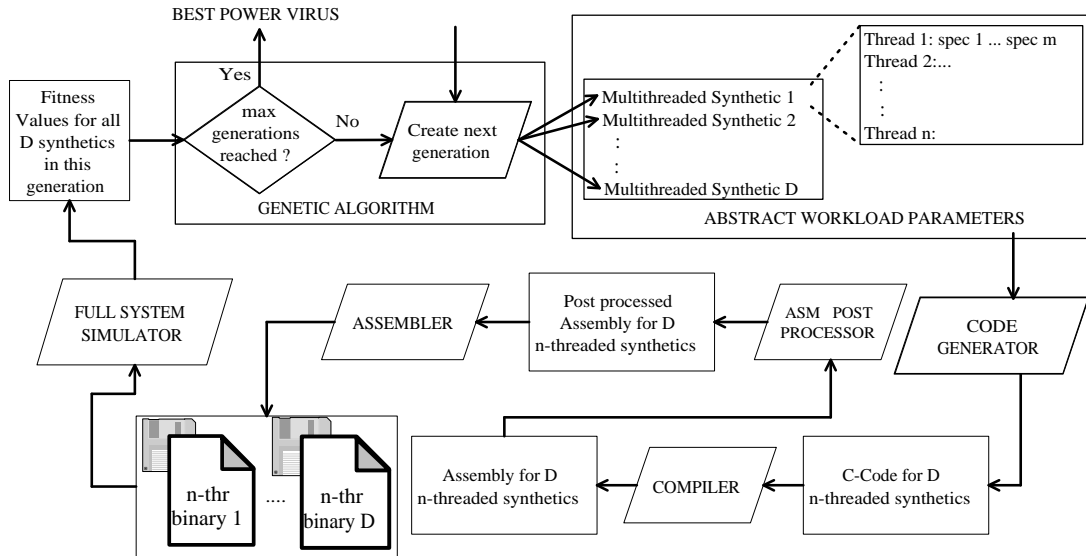 BEST POWER VIRUS
Yes
Fitness
Values for all
D synthetics
in this
generation
max
generations
reached ?
No
Create next
generation
GENETIC ALGORITHM
Multithreaded Synthetic 1
Multithreaded Synthetic 2
:
:
Multithreaded Synthetic D
Thread 1: spec 1 ... spec m
Thread 2:...
:
:
Thread n:
ABSTRACT WORKLOAD PARAMETERS
FULL SYSTEM
SIMULATOR
ASSEMBLER
Post processed
Assembly for D
n-threaded synthetics
ASM POST
PROCESSOR
CODE
GENERATOR
n-thr
binary 1
....
n-thr
binary D
Assembly for D
n-threaded synthetics
COMPILER
C-Code for D
n-threaded synthetics